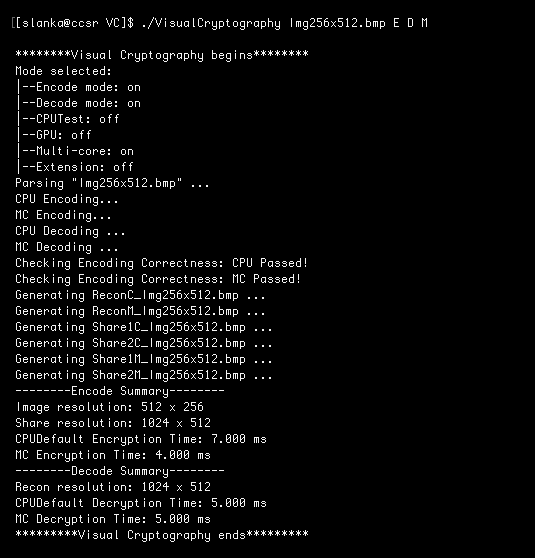 [[slanka@ccsr VC]$ ./VisualCryptography Img256x512.bmp E D M
********Visual Cryptography begins********
Mode selected:
|--Encode mode: on
|--Decode mode: on
|--CPUTest: off
|--GPU: off
|--Multi-core: on
|--Extension: off
Parsing "Img256x512.bmp" ...
CPU Encoding...
MC Encoding...
CPU Decoding ...
MC Decoding ...
Checking Encoding Correctness: CPU Passed!
Checking Encoding Correctness: MC Passed!
Generating ReconC_Img256x512.bmp ...
Generating ReconM_Img256x512.bmp ...
Generating Share1C_Img256x512.bmp ...
Generating Share2C_Img256x512.bmp ...
Generating Share1M_Img256x512.bmp ...
Generating Share2M_Img256x512.bmp ...
--------Encode Summary--------
Image resolution: 512 x 256
Share resolution: 1024 x 512
CPUDefault Encryption Time: 7.000 ms
MC Encryption Time: 4.000 ms
--------Decode Summary--------
Recon resolution: 1024 x 512
CPUDefault Decryption Time: 5.000 ms
MC Decryption Time: 5.000 ms
*********Visual Cryptography ends*********